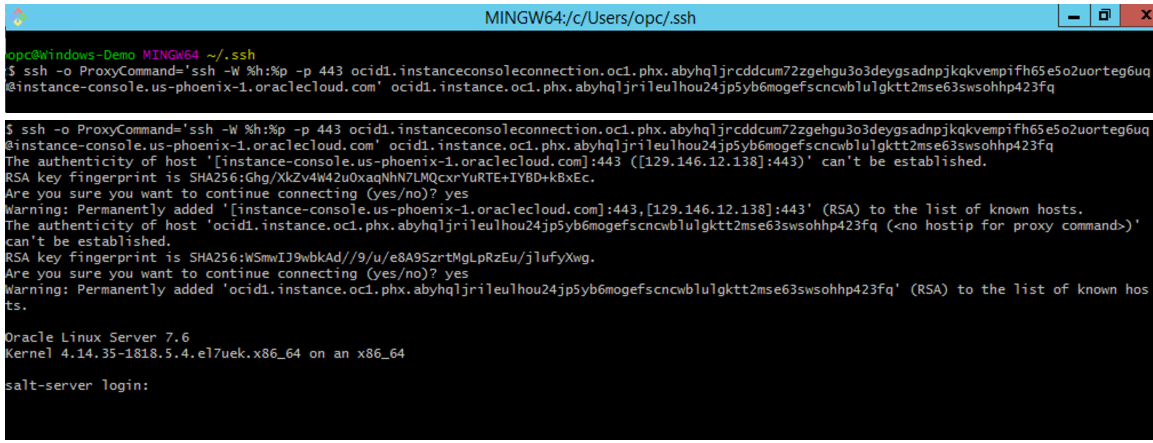 MINGW64:/c/Users/opc/.ssh
opc@Windows-Demo MINGW64 ~/.ssh
$ ssh -o ProxyCommand='ssh -W %h:%p -p 443 ocid1.instanceconsoleconnection.oc1.phx.abyhqljrcddcum72zgehgu3o3deygsadnpjkqkvempifh65e5o2uorteg6uq
@instance-console.us-phoenix-1.oraclecloud.com' ocid1.instance.oc1.phx.abyhqljrileulhou24jp5yb6mogefscncwblulgktt2mse63swsohhp423fq
$ ssh -o ProxyCommand='ssh -W %h:%p -p 443 ocid1.instanceconsoleconnection.oc1.phx.abyhqljrcddcum72zgehgu3o3deygsadnpjkqkvempifh65e5o2uorteg6uq
@instance-console.us-phoenix-1.oraclecloud.com' ocid1.instance.oc1.phx.abyhqljrileulhou24jp5yb6mogefscncwblulgktt2mse63swsohhp423fq
The authenticity of host '[instance-console.us-phoenix-1.oraclecloud.com]:443 ([129.146.12.138]:443)' can't be established.
RSA key fingerprint is SHA256:Ghg/XkZv4W42uOxaqNhN7LMQcxrYuRTE+IYBD+kBxEc.
Are you sure you want to continue connecting (yes/no)? yes
Warning: Permanently added '[instance-console.us-phoenix-1.oraclecloud.com]:443,[129.146.12.138]:443' (RSA) to the list of known hosts.
The authenticity of host 'ocid1.instance.oc1.phx.abyhqljrileulhou24jp5yb6mogefscncwblulgktt2mse63swsohhp423fq (<no hostip for proxy command>)'
can't be established.
RSA key fingerprint is SHA256:WSmwIJ9wbkAd//9/u/e8A9SzrtMgLpRzEu/jlufyXwg.
Are you sure you want to continue connecting (yes/no)? yes
Warning: Permanently added 'ocid1.instance.oc1.phx.abyhqljrileulhou24jp5yb6mogefscncwblulgktt2mse63swsohhp423fq' (RSA) to the list of known hos
ts.
Oracle Linux Server 7.6
Kernel 4.14.35-1818.5.4.el7uek.x86_64 on an x86_64
salt-server login: